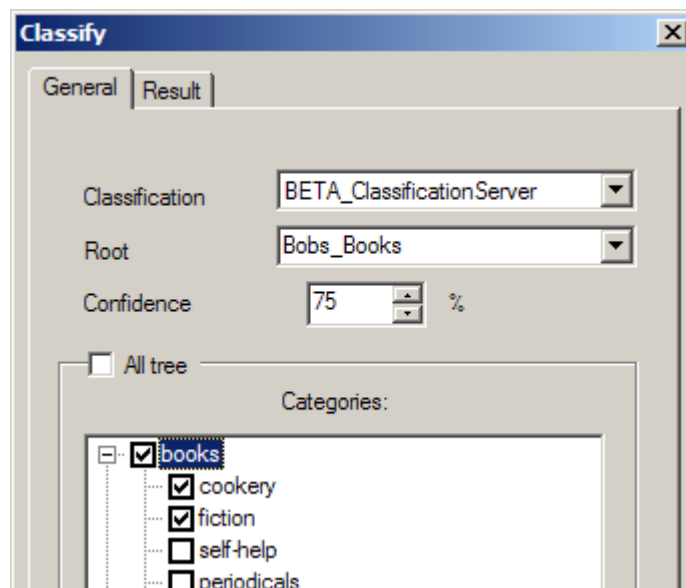 Classify
General Result
Classification BETA_ClassificationServer
Root Bobs_Books
Confidence 75 %
All tree
Categories:
books
cookery
fiction
self-help
periodicals